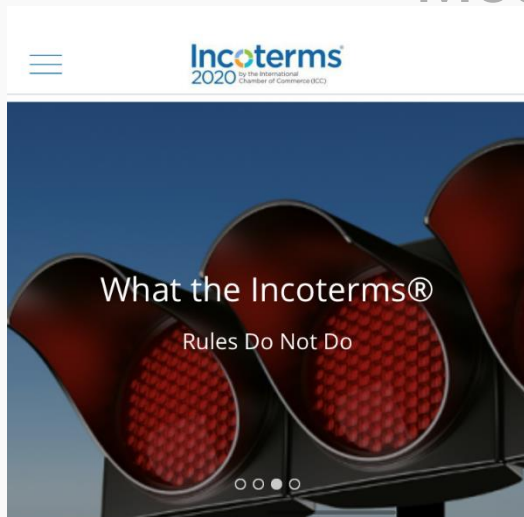 Incoterms®
2020 by the International
Chamber of Commerce (ICC)
What the Incoterms®
Rules Do Not Do